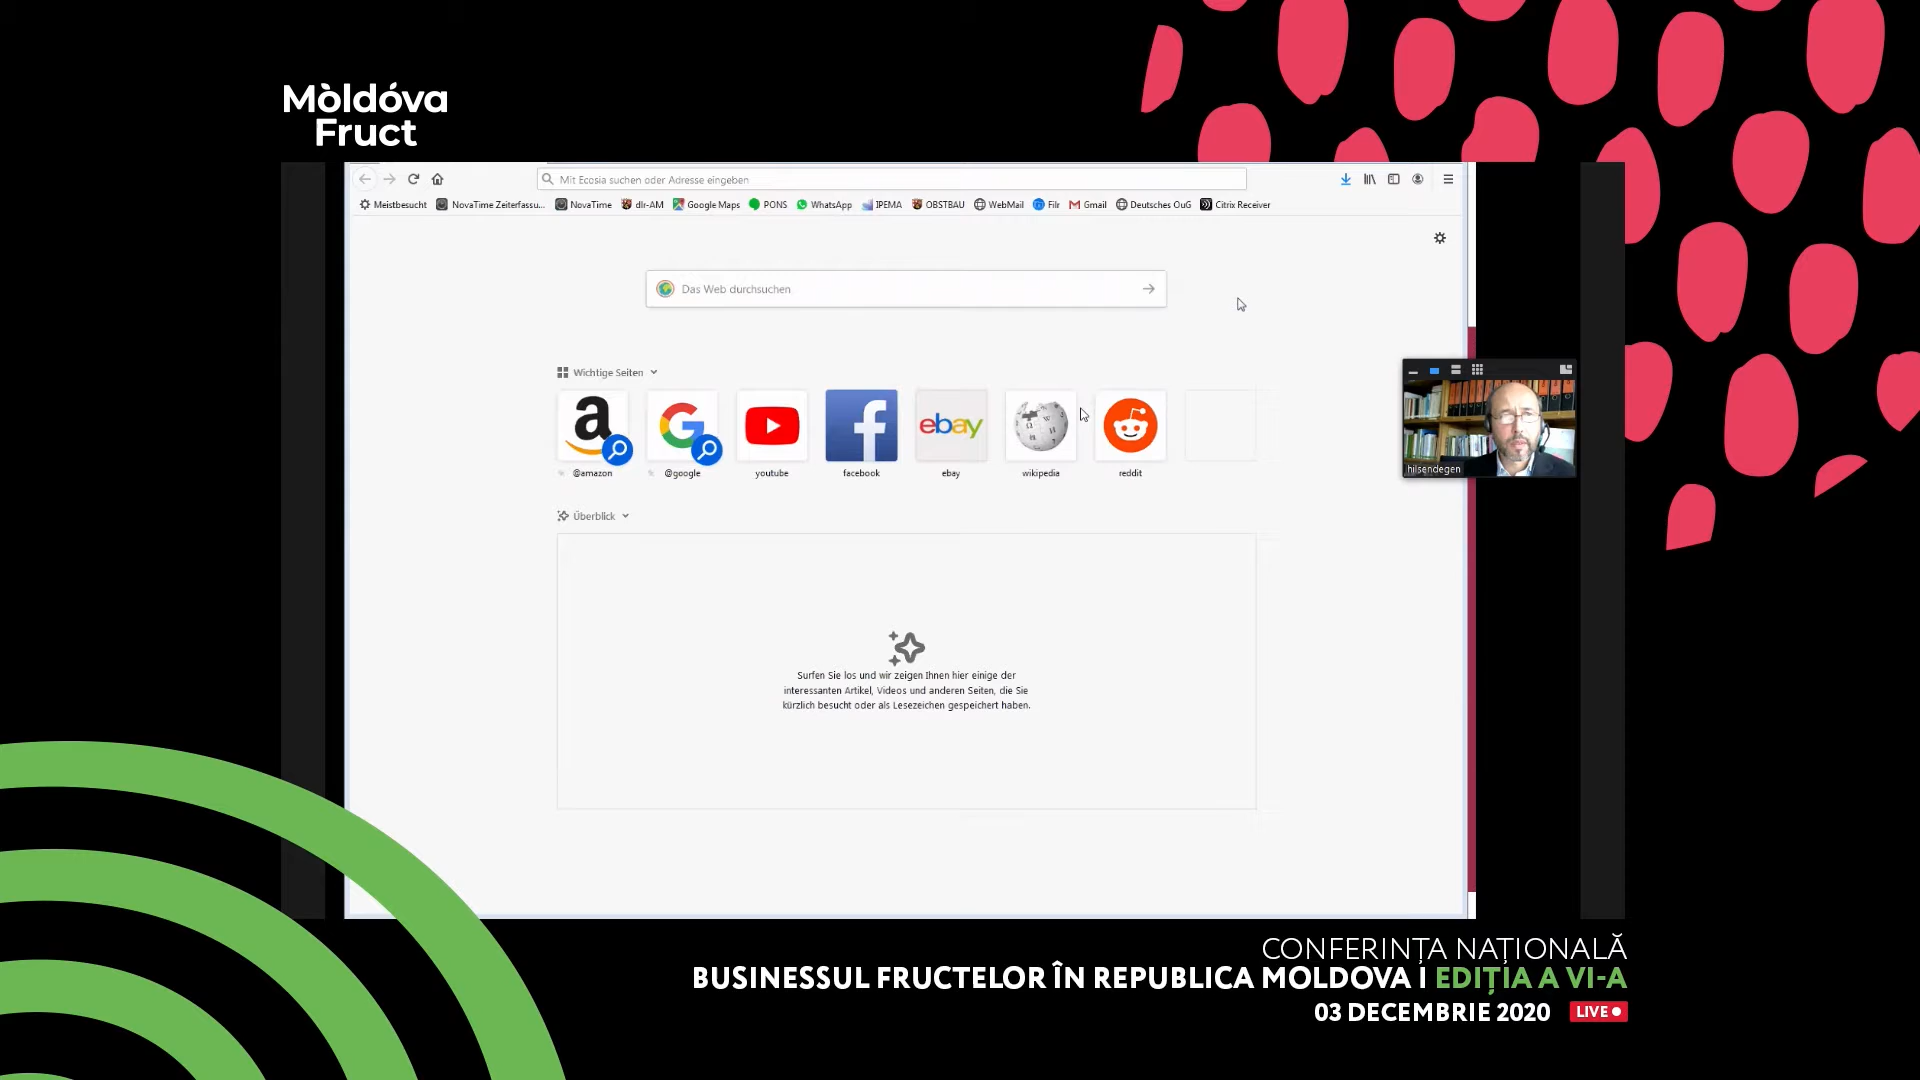 Mòldóva
Fruct
Mit Ecosia suchen oder Adresse eingeben
Meistbesucht NovaTime Zeiterfassu... NovaTime dlr-AM Google Maps PONS WhatsApp IPEMA OBSTBAU WebMail Filr Gmail Deutsches OuG Citrix Receiver
Das Web durchsuchen
Wichtige Seiten
a
ebay
@amazon @google youtube facebook ebay wikipedia reddit
hilsendegen
Überblick
Surfen Sie los und wir zeigen Ihnen hier einige der
interessanten Artikel, Videos und anderen Seiten, die Sie
kürzlich besucht oder als Lesezeichen gespeichert haben.
CONFERINȚA NAȚIONALĂ
BUSINESSUL FRUCTELOR ÎN REPUBLICA MOLDOVA I EDIȚIA A VI-A
03 DECEMBRIE 2020 LIVE